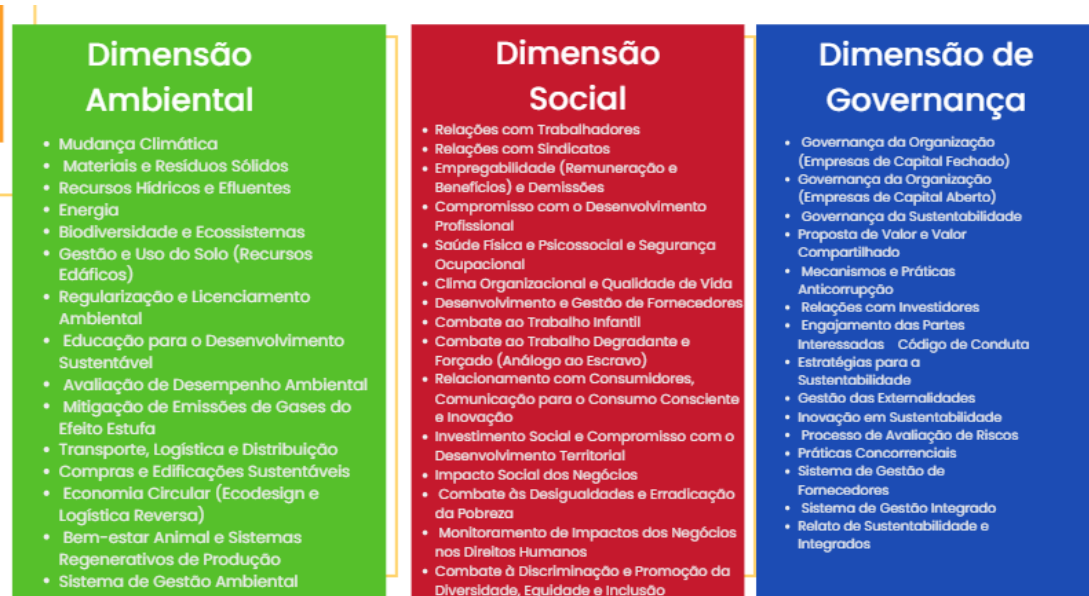 Dimensão
Ambiental
• Mudança Climática
• Materiais e Resíduos Sólidos
• Recursos Hídricos e Efluentes
• Energia
• Biodiversidade e Ecossistemas
• Gestão e Uso do Solo (Recursos
Edáficos)
• Regularização e Licenciamento
Ambiental
• Educação para o Desenvolvimento
Sustentável
• Avaliação de Desempenho Ambiental
• Mitigação de Emissões de Gases do
Efeito Estufa
• Transporte, Logística e Distribuição
• Compras e Edificações Sustentáveis
• Economia Circular (Ecodesign e
Logística Reversa)
• Bem-estar Animal e Sistemas
Regenerativos de Produção
• Sistema de Gestão Ambiental
Dimensão
Social
• Relações com Trabalhadores
• Relações com Sindicatos
• Empregabilidade (Remuneração e
Benefícios) e Demissões
• Compromisso com o Desenvolvimento
Profissional
• Saúde Física e Psicossocial e Segurança
Ocupacional
• Clima Organizacional e Qualidade de Vida
• Desenvolvimento e Gestão de Fornecedores
• Combate ao Trabalho Infantil
• Combate ao Trabalho Degradante e
Forçado (Análogo ao Escravo)
• Relacionamento com Consumidores,
Comunicação para o Consumo Consciente
e Inovação
• Investimento Social e Compromisso com o
Desenvolvimento Territorial
• Impacto Social dos Negócios
• Combate às Desigualdades e Erradicação
da Pobreza
• Monitoramento de Impactos dos Negócios
nos Direitos Humanos
• Combate à Discriminação e Promoção da
Diversidade, Equidade e Inclusão
Dimensão de
Governança
• Governança da Organização
(Empresas de Capital Fechado)
• Governança da Organização
(Empresas de Capital Aberto)
• Governança da Sustentabilidade
• Proposta de Valor e Valor
Compartilhado
• Mecanismos e Práticas
Anticorrupção
• Relações com Investidores
• Engajamento das Partes
Interessadas Código de Conduta
• Estratégias para a
Sustentabilidade
• Gestão das Externalidades
• Inovação em Sustentabilidade
• Processo de Avaliação de Riscos
• Práticas Concorrenciais
• Sistema de Gestão de
Fornecedores
• Sistema de Gestão Integrado
• Relato de Sustentabilidade e
Integrados